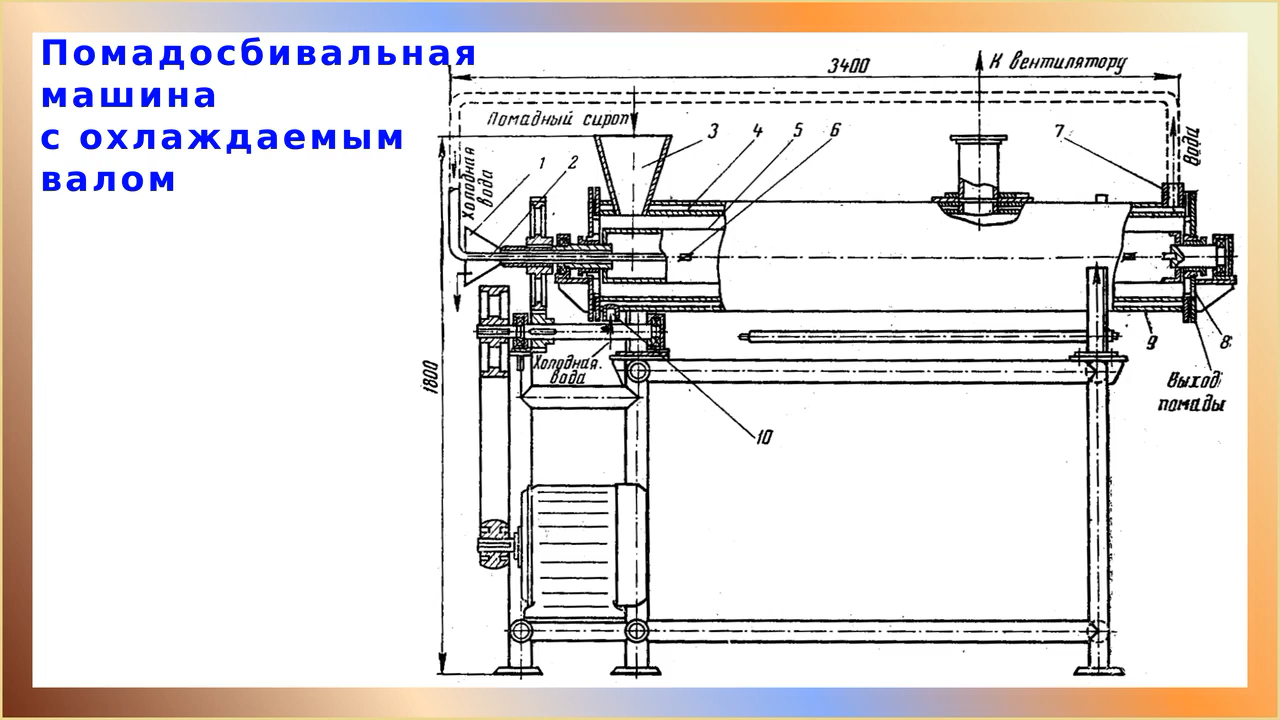 Помадосбивальная
машина
с охлаждаемым
валом
3400
К вентилятору
Помадный сироп
3 4 5 6 7
Вода
Холодная
вода
1 2
1800
Холодная
вода
9 8
Выход
помады
10